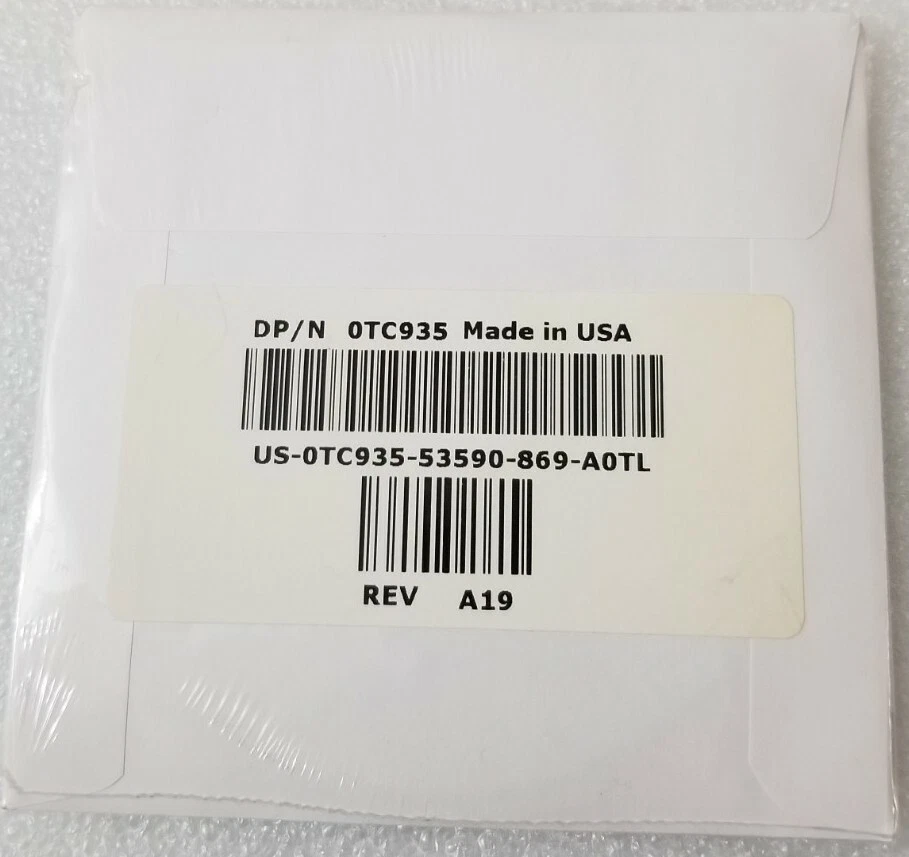 DP/N 0TC935 Made in USA
US-0TC935-53590-869-A0TL
REV A19